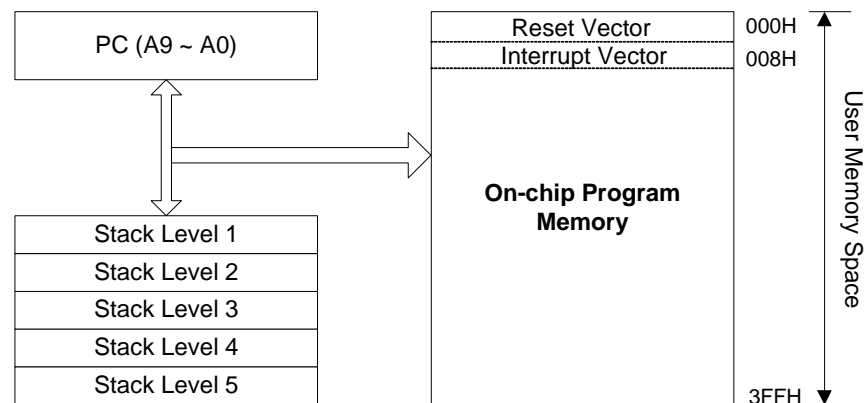 PC (A9 ~ A0)
Stack Level 1
Stack Level 2
Stack Level 3
Stack Level 4
Stack Level 5
Reset Vector
000H
Interrupt Vector
008H
On-chip Program
Memory
3FFH
User Memory Space